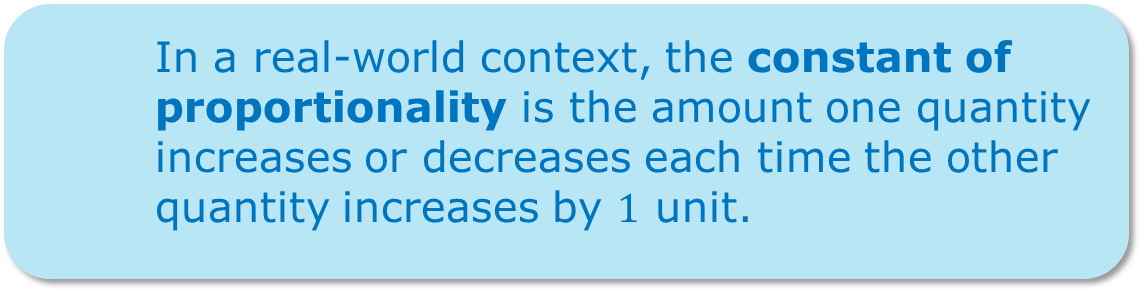 In a real-world context, the constant of
proportionality is the amount one quantity
increases or decreases each time the other
quantity increases by 1 unit.